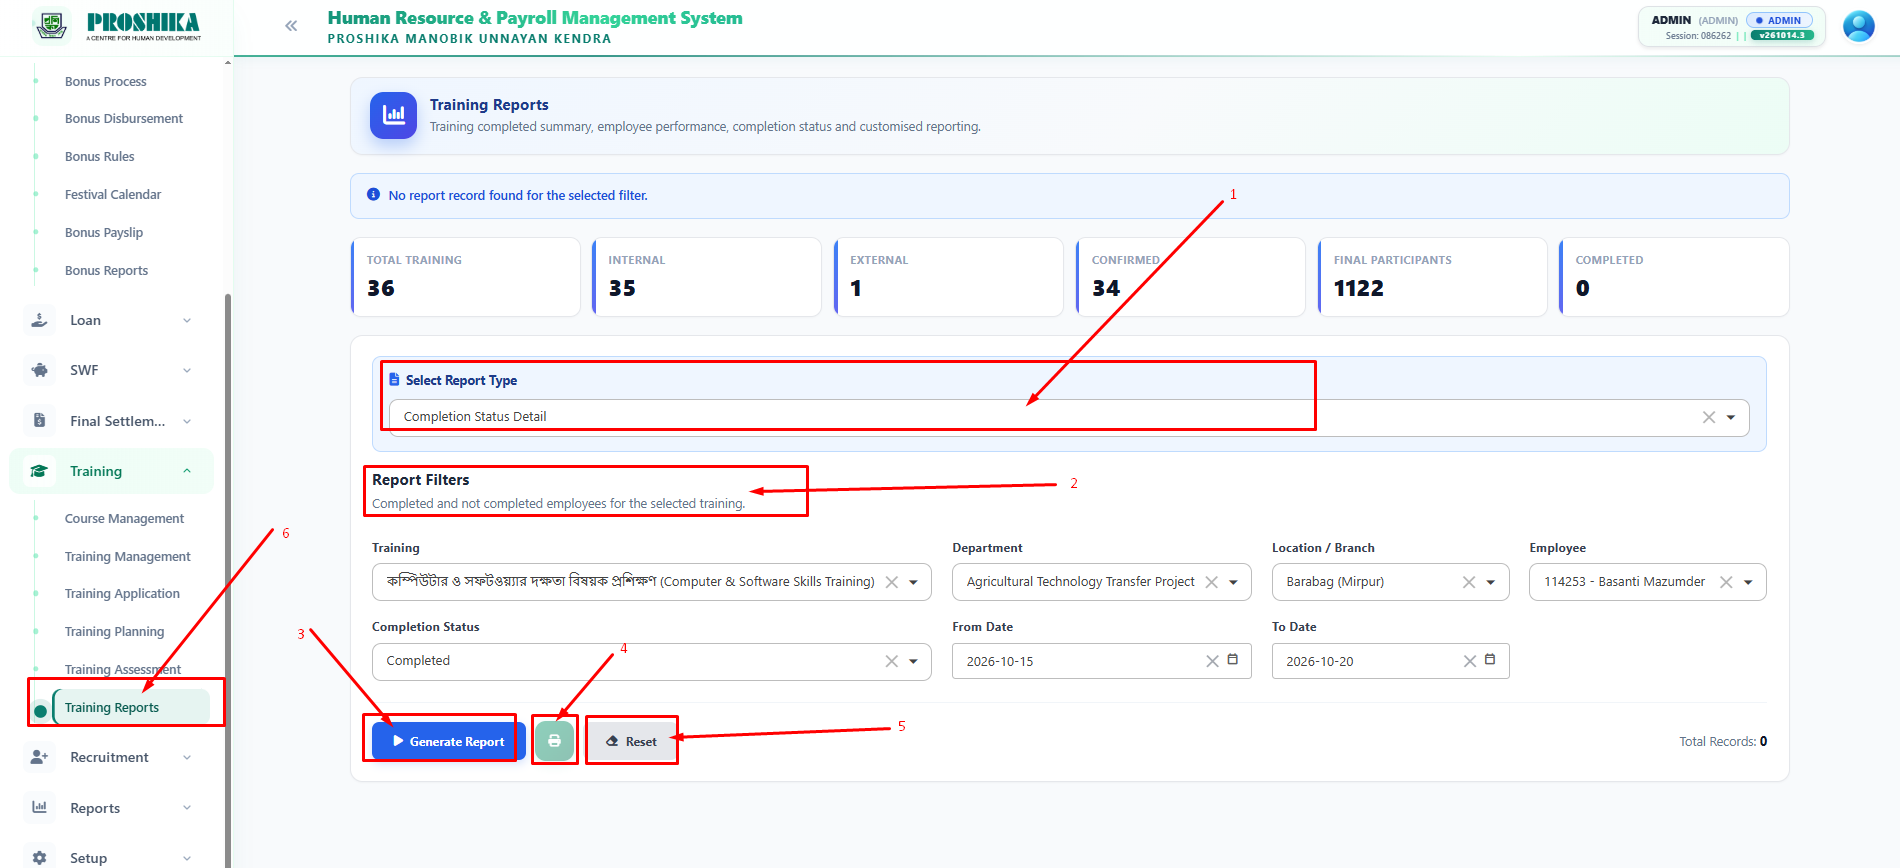 PROSHIKA
A CENTRE FOR HUMAN DEVELOPMENT
Human Resource & Payroll Management System
PROSHIKA MANOBIK UNNAYAN KENDRA
ADMIN (ADMIN) ADMIN
Session: 086262 | | v261014.3
Bonus Process
Bonus Disbursement
Bonus Rules
Festival Calendar
Bonus Payslip
Bonus Reports
Loan
SWF
Final Settlem...
Training
Course Management
Training Management
Training Application
Training Planning
Training Assessment
Training Reports
Recruitment
Reports
Setup
Training Reports
Training completed summary, employee performance, completion status and customised reporting.
No report record found for the selected filter.
1
TOTAL TRAINING
36
INTERNAL
35
EXTERNAL
1
CONFIRMED
34
FINAL PARTICIPANTS
1122
COMPLETED
0
Select Report Type
Completion Status Detail
Report Filters
Completed and not completed employees for the selected training.
2
6
Training
কম্পিউটার ও সফটওয়্যার দক্ষতা বিষয়ক প্রশিক্ষণ (Computer & Software Skills Training)
Department
Agricultural Technology Transfer Project
Location / Branch
Barabag (Mirpur)
Employee
114253 - Basanti Mazumder
Completion Status
Completed
From Date
2026-10-15
To Date
2026-10-20
3
4
5
Generate Report
Reset
Total Records: 0